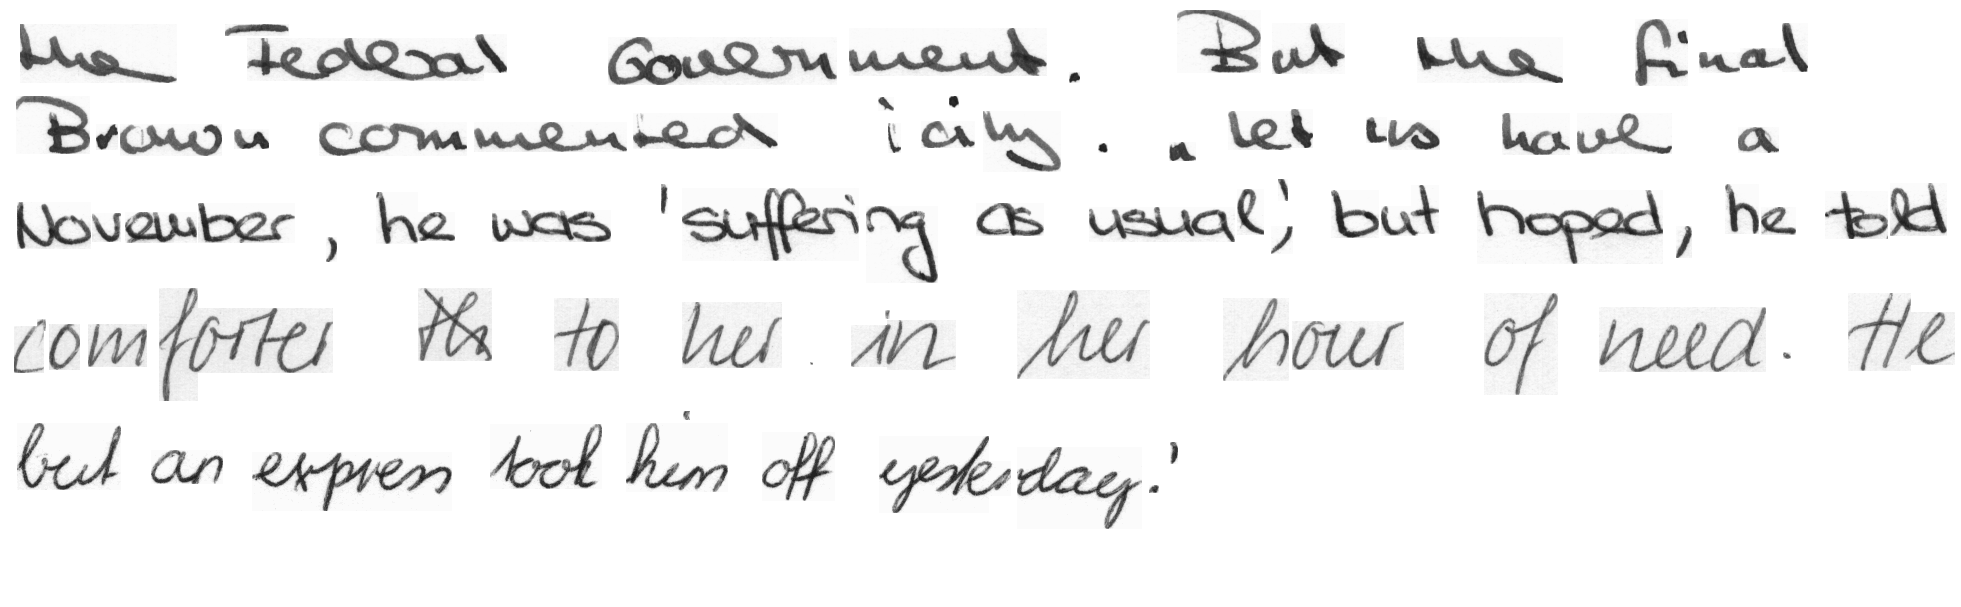 the Federal Government. But the final
Brown commented icily. "let us have a
November, he was 'suffering as usual,' but hoped, he told
comforter to her in her hour of need. He
but an express took him off yesterday.'